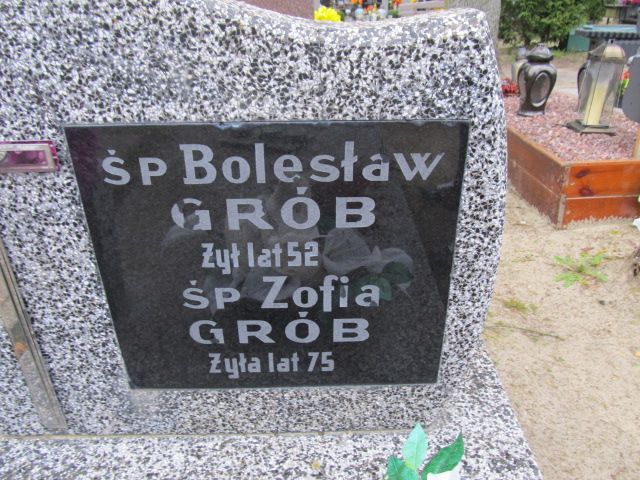 ŚP Bolesław
GRÓB
Żył lat 52
ŚP Zofia
GRÓB
Żyła lat 75